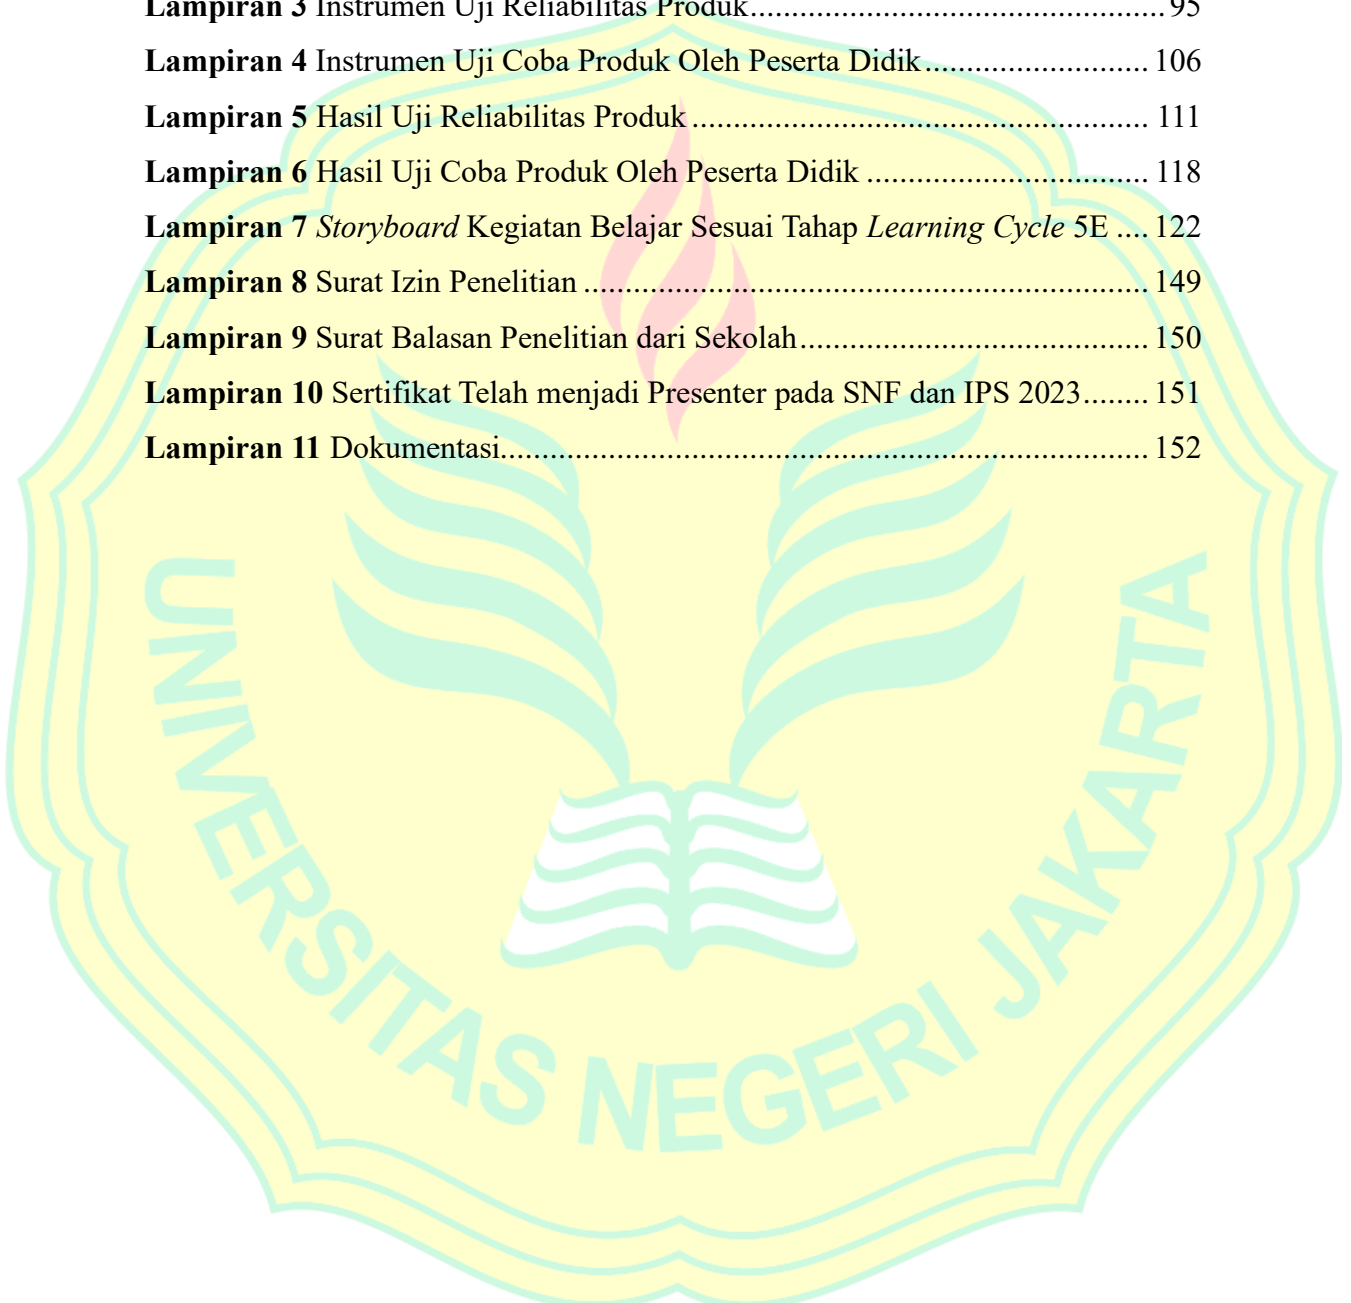 Lampiran 3 Instrumen Uji Reliabilitas Produk..................................................95
Lampiran 4 Instrumen Uji Coba Produk Oleh Peserta Didik........................... 106
Lampiran 5 Hasil Uji Reliabilitas Produk....................................................... 111
Lampiran 6 Hasil Uji Coba Produk Oleh Peserta Didik .................................. 118
Lampiran 7 Storyboard Kegiatan Belajar Sesuai Tahap Learning Cycle 5E .... 122
Lampiran 8 Surat Izin Penelitian .................................................................... 149
Lampiran 9 Surat Balasan Penelitian dari Sekolah.......................................... 150
Lampiran 10 Sertifikat Telah menjadi Presenter pada SNF dan IPS 2023........ 151
Lampiran 11 Dokumentasi.............................................................................. 152
UNIVERSITAS NEGERI JAKARTA